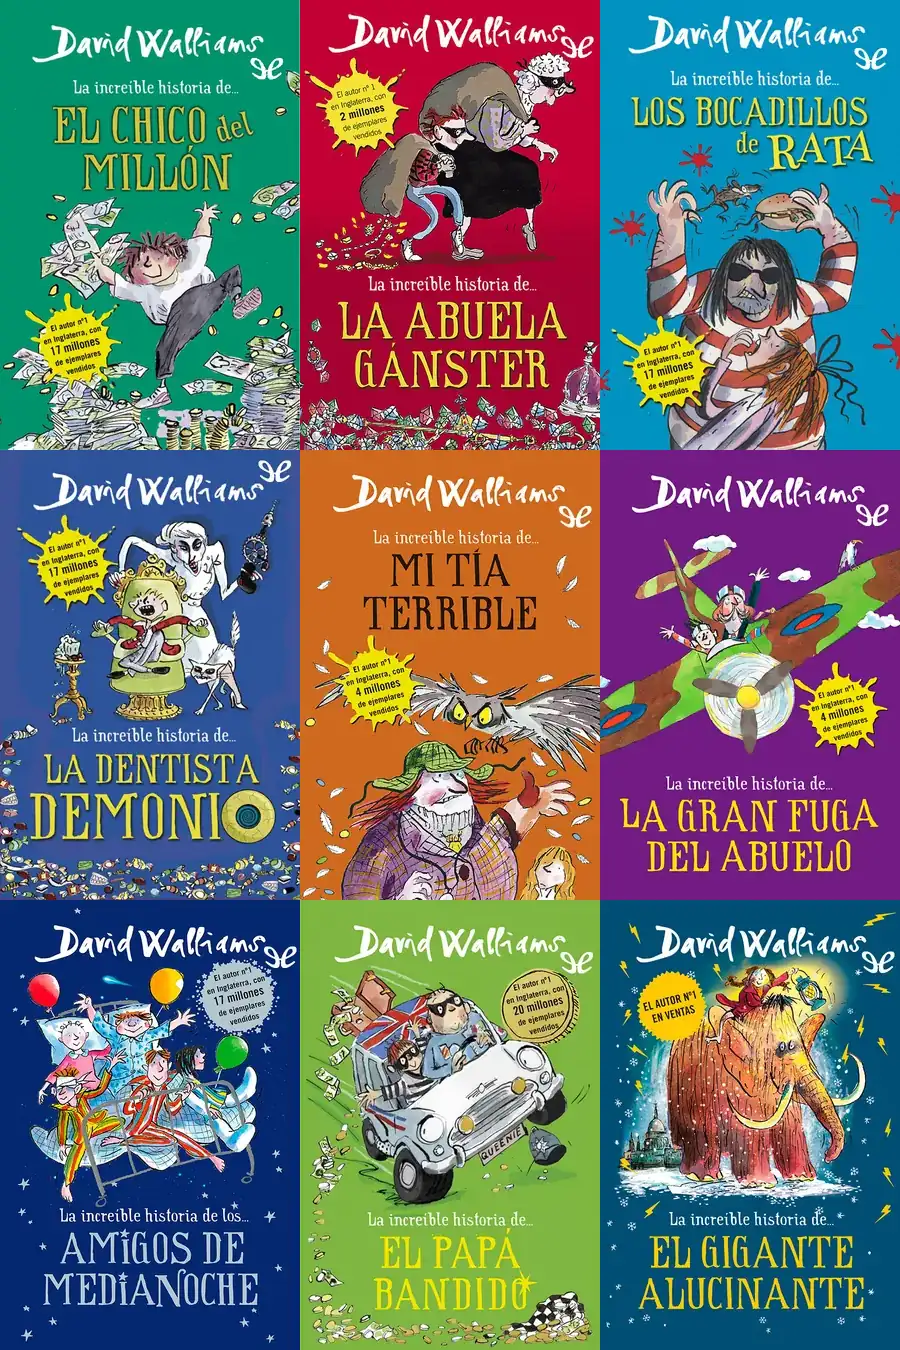 David Walliams
La increíble historia de...
EL CHICO del
MILLÓN
El autor nº1
en Inglaterra, con
17 millones
de ejemplares
vendidos
David Walliams
El autor nº 1
en Inglaterra, con
2 millones
de ejemplares
vendidos
La increíble historia de...
LA ABUELA
GÁNSTER
David Walliams
La increíble historia de...
LOS BOCADILLOS
de RATA
El autor nº1
en Inglaterra, con
17 millones
de ejemplares
vendidos
David Walliams
El autor nº1
en Inglaterra, con
17 millones
de ejemplares
vendidos
La increíble historia de...
LA DENTISTA
DEMONIO
David Walliams
La increíble historia de...
MI TÍA
TERRIBLE
El autor nº1
en Inglaterra, con
4 millones
de ejemplares
vendidos
David Walliams
El autor nº1
en Inglaterra, con
4 millones
de ejemplares
vendidos
La increíble historia de...
LA GRAN FUGA
DEL ABUELO
David Walliams
El autor nº1
en Inglaterra, con
17 millones
de ejemplares
vendidos
La increíble historia de los...
AMIGOS DE
MEDIANOCHE
David Walliams
El autor nº1
en Inglaterra, con
20 millones
de ejemplares
vendidos
QUEENIE
La increíble historia de...
EL PAPÁ
BANDIDO
David Walliams
EL AUTOR Nº1
EN VENTAS
La increíble historia de...
EL GIGANTE
ALUCINANTE